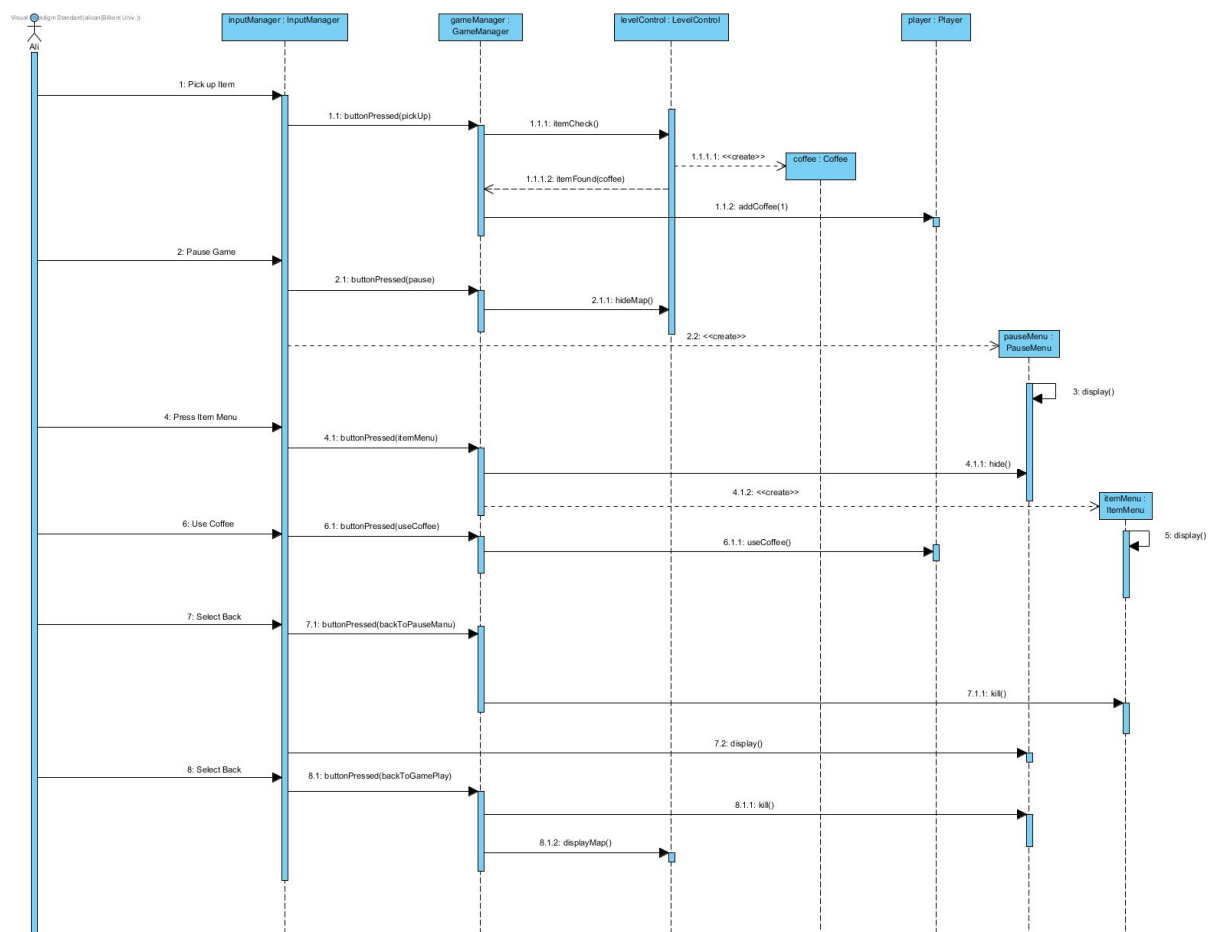 Visual Paradigm Standard(alican(Bilkent Univ.))
Ali
inputManager : InputManager
gameManager :
GameManager
levelControl : LevelControl
player : Player
1: Pick up Item
1.1: buttonPressed(pickUp)
1.1.1: itemCheck()
1.1.1.1: <<create>>
coffee : Coffee
1.1.1.2: itemFound(coffee)
1.1.2: addCoffee(1)
2: Pause Game
2.1: buttonPressed(pause)
2.1.1: hideMap()
2.2: <<create>>
pauseMenu :
PauseMenu
3: display()
4: Press Item Menu
4.1: buttonPressed(itemMenu)
4.1.1: hide()
4.1.2: <<create>>
itemMenu :
ItemMenu
5: display()
6: Use Coffee
6.1: buttonPressed(useCoffee)
6.1.1: useCoffee()
7: Select Back
7.1: buttonPressed(backToPauseManu)
7.1.1: kill()
7.2: display()
8: Select Back
8.1: buttonPressed(backToGamePlay)
8.1.1: kill()
8.1.2: displayMap()